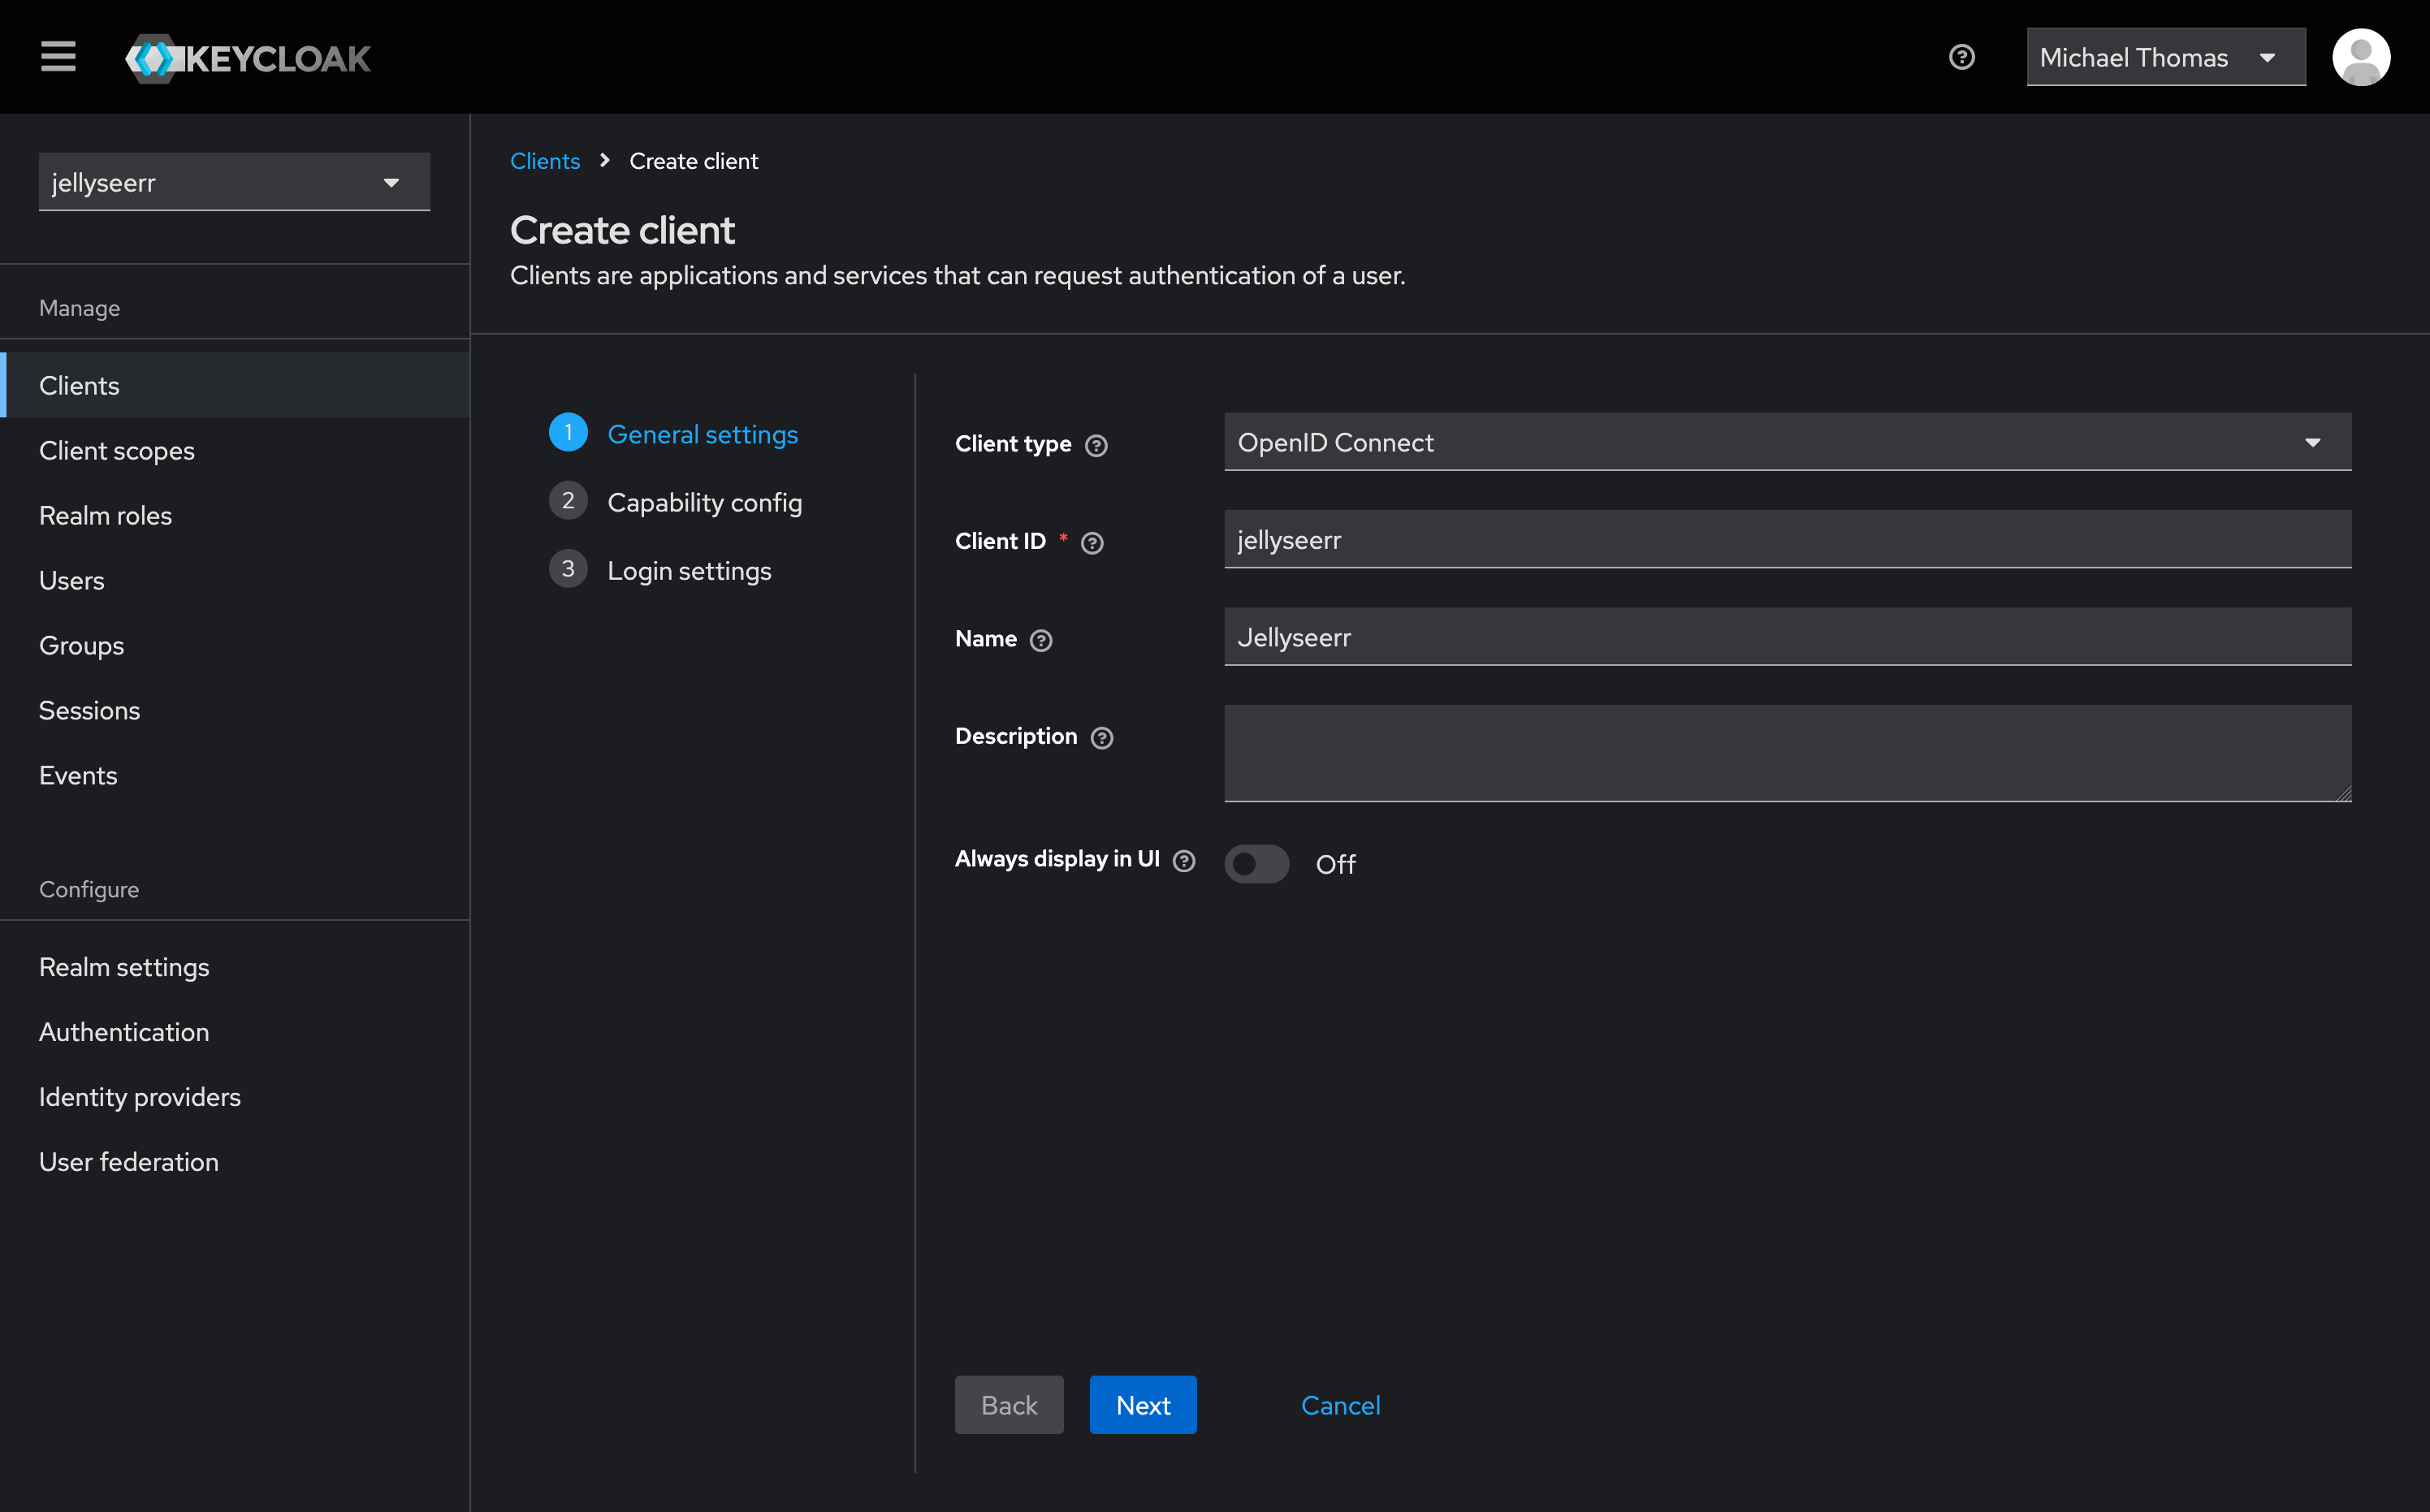 KEYCLOAK
Michael Thomas
jellyseerr
Manage
Clients
Client scopes
Realm roles
Users
Groups
Sessions
Events
Configure
Realm settings
Authentication
Identity providers
User federation
Clients > Create client
Create client
Clients are applications and services that can request authentication of a user.
1 General settings
2 Capability config
3 Login settings
Client type
OpenID Connect
Client ID *
jellyseerr
Name
Jellyseerr
Description
Always display in UI
Off
Back Next Cancel